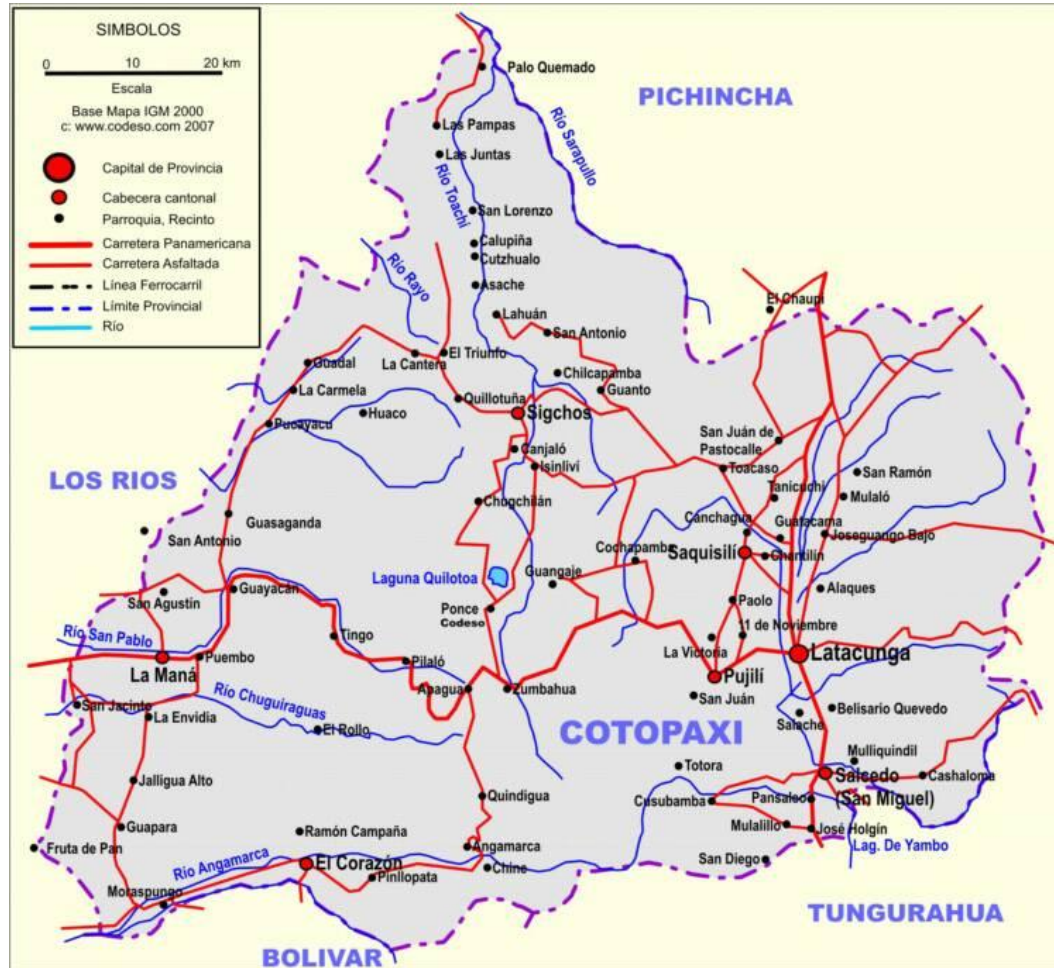 SIMBOLOS
0 10 20 km
Escala
Base Mapa IGM 2000
c: www.codeso.com 2007
Capital de Provincia
Cabecera cantonal
Parroquia, Recinto
Carretera Panamericana
Carretera Asfaltada
Línea Ferrocarril
Límite Provincial
Río
Palo Quemado
PICHINCHA
Las Pampas
Río Sarapullo
Las Juntas
Río Toachi
San Lorenzo
Calupiña
Cutzhualo
Río Rayo
Asache
El Chaupi
Lahuán
San Antonio
El Triunfo
La Cantera
Guadal
Chilcapamba
La Carmela
Guanto
Quillotuña
Huaco
Sigchos
Pucayacu
San Juán de
Pastocalle
Canjaló
Isinliví
Toacaso
San Ramón
LOS RIOS
Tanicuchi
Mulaló
Chugchilán
Guasaganda
Canchagua
Guatacama
Joseguango Bajo
San Antonio
Cochapamba
Saquisilí
Chantilín
Laguna Quilotoa
Guangaje
Guayacán
Alaques
San Agustín
Ponce
Codeso
Paolo
11 de Noviembre
Río San Pablo
Tingo
La Victoria
Latacunga
Puembo
Pilaló
La Maná
Pujilí
Apagua
Zumbahua
Río Chuguiraguas
San Juán
San Jacinto
La Envidia
El Rollo
Belisario Quevedo
Salache
COTOPAXI
Mulliquindil
Totora
Salcedo
(San Miguel)
Cashaloma
Jalligua Alto
Quindigua
Cusubamba
Pansaleo
Guapara
Ramón Campaña
Mulalillo
José Holgín
Fruta de Pan
Angamarca
Lag. De Yambo
Río Angamarca
El Corazón
San Diego
Chine
Pinllopata
Moraspungo
TUNGURAHUA
BOLIVAR